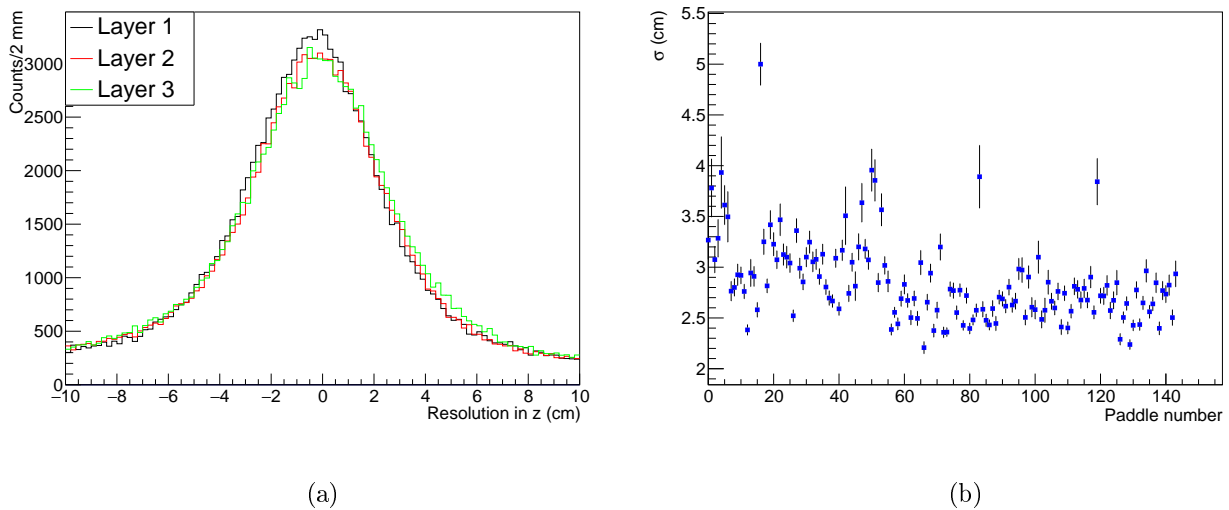 Layer 1
Layer 2
Layer 3
Counts/2 mm
3000
2500
2000
1500
1000
500
0
−10 −8 −6 −4 −2 0 2 4 6 8 10
Resolution in z (cm)
(a)
σ (cm)
5.5
5
4.5
4
3.5
3
2.5
2
0 20 40 60 80 100 120 140
Paddle number
(b)